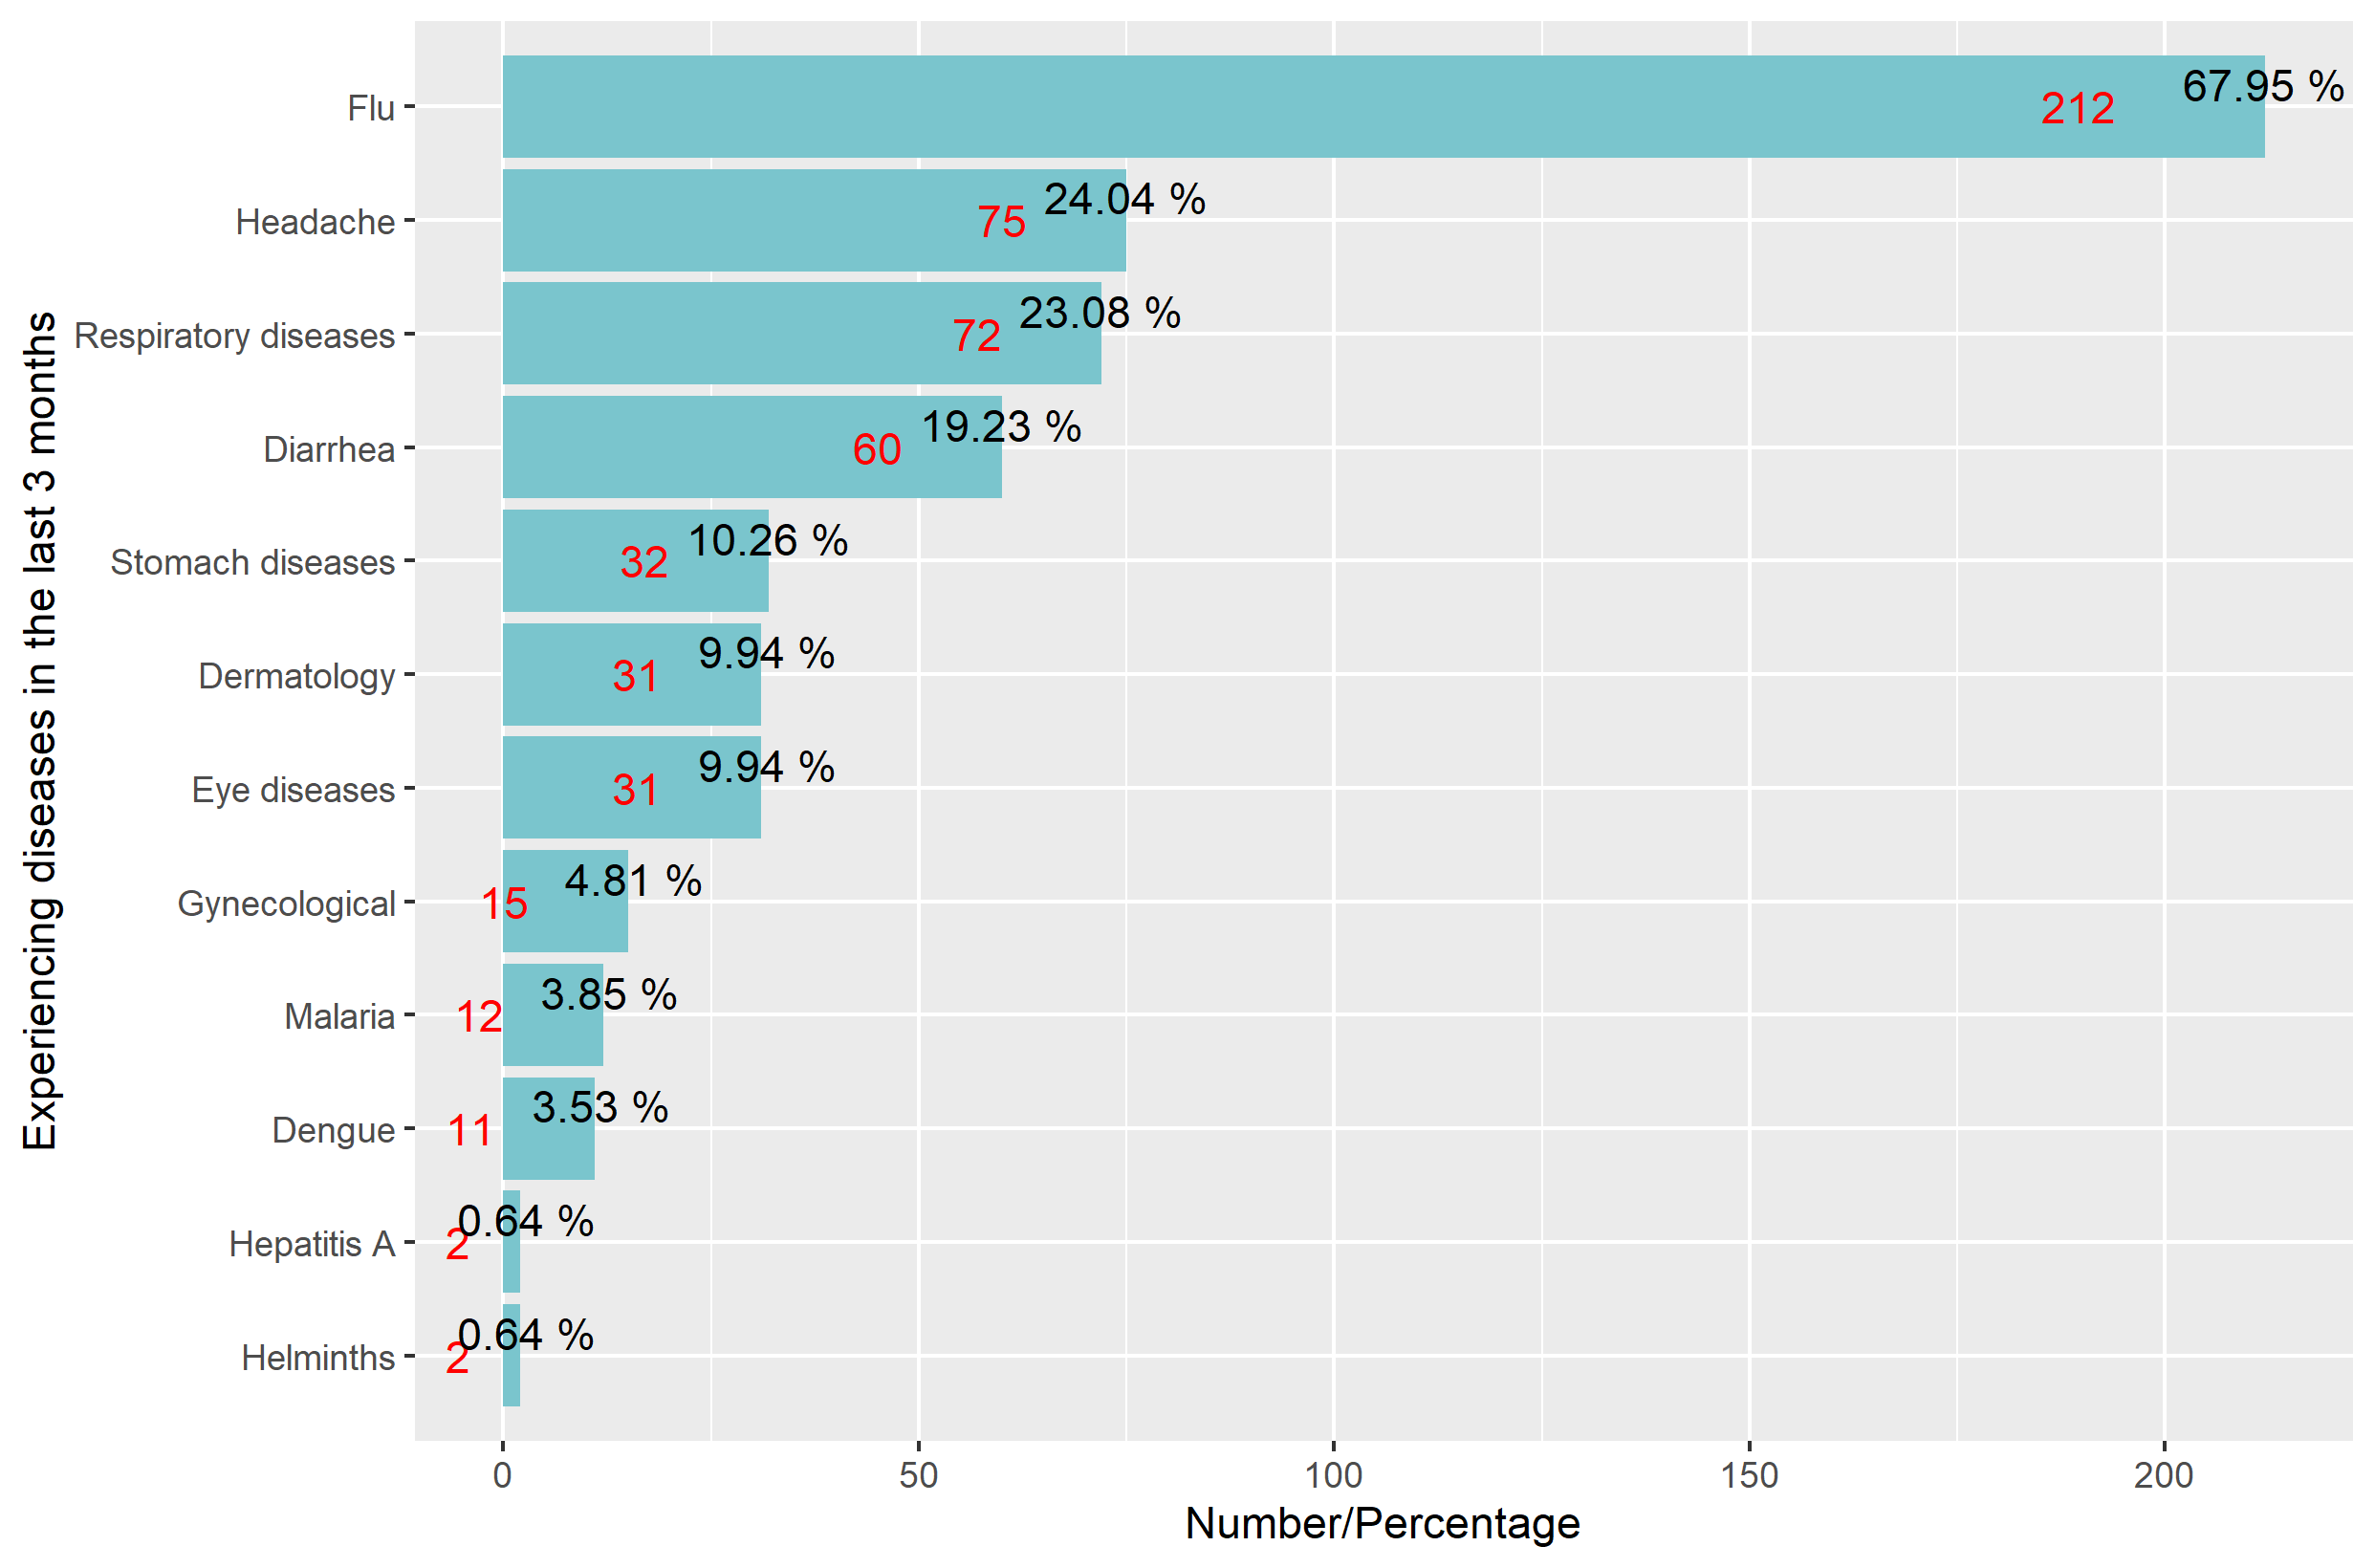 Experiencing diseases in the last 3 months
Flu 212 67.95 %
Headache 75 24.04 %
Respiratory diseases 72 23.08 %
Diarrhea 60 19.23 %
Stomach diseases 32 10.26 %
Dermatology 31 9.94 %
Eye diseases 31 9.94 %
Gynecological 15 4.81 %
Malaria 12 3.85 %
Dengue 11 3.53 %
Hepatitis A 2 0.64 %
Helminths 2 0.64 %
0 50 100 150 200
Number/Percentage